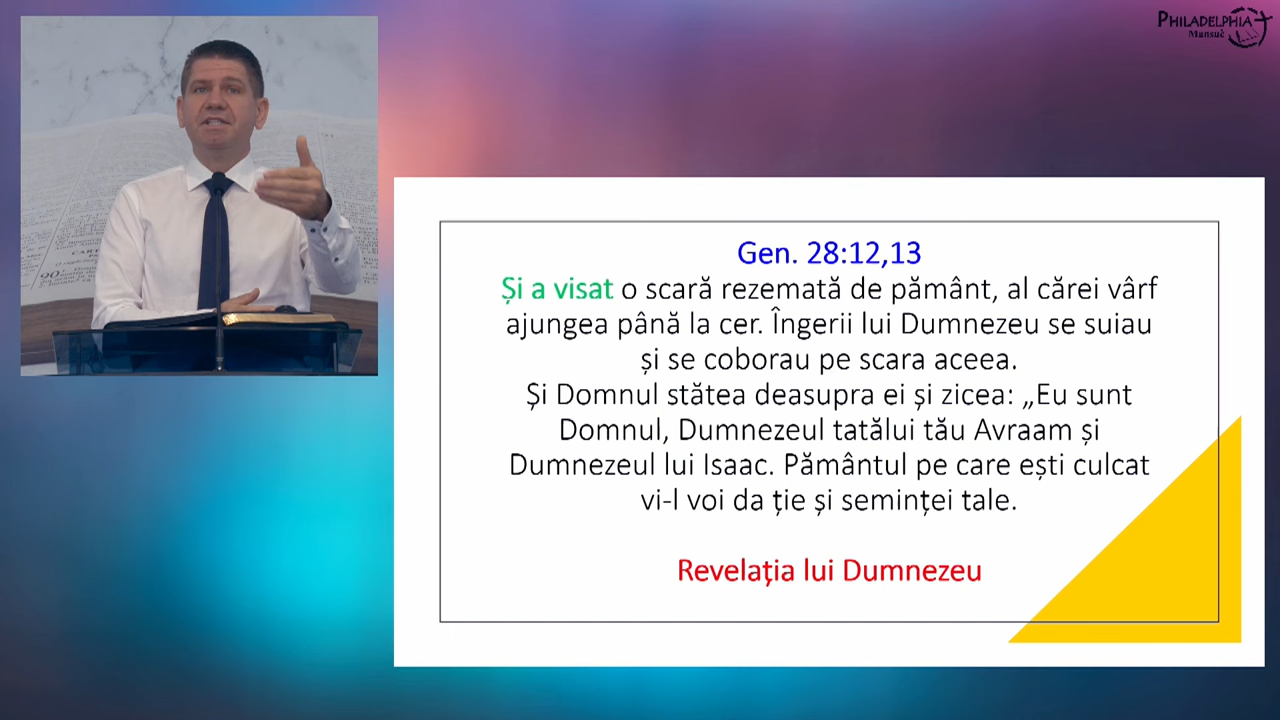 PHILADELPHIA
Mansuè
Gen. 28:12,13
Și a visat o scară rezemată de pământ, al cărei vârf
ajungea până la cer. Îngerii lui Dumnezeu se suiau
și se coborau pe scara aceea.
Și Domnul stătea deasupra ei și zicea: „Eu sunt
Domnul, Dumnezeul tatălui tău Avraam și
Dumnezeul lui Isaac. Pământul pe care ești culcat
vi-l voi da ție și seminței tale.
Revelația lui Dumnezeu